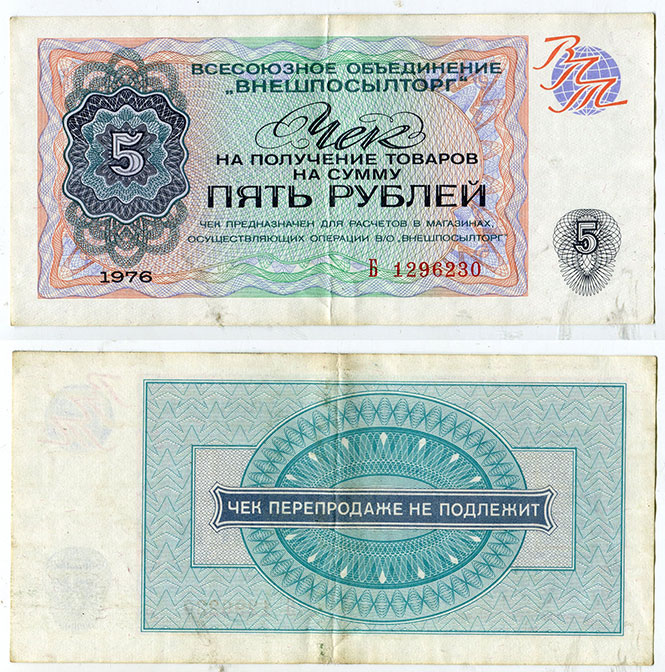 ВСЕСОЮЗНОЕ ОБЪЕДИНЕНИЕ
„ВНЕШПОСЫЛТОРГ"
ВПТ
Чек
НА ПОЛУЧЕНИЕ ТОВАРОВ
НА СУММУ
ПЯТЬ РУБЛЕЙ
5
ЧЕК ПРЕДНАЗНАЧЕН ДЛЯ РАСЧЕТОВ В МАГАЗИНАХ,
ОСУЩЕСТВЛЯЮЩИХ ОПЕРАЦИИ В/О „ВНЕШПОСЫЛТОРГ"
5
1976
Б 1296230
ЧЕК ПЕРЕПРОДАЖЕ НЕ ПОДЛЕЖИТ